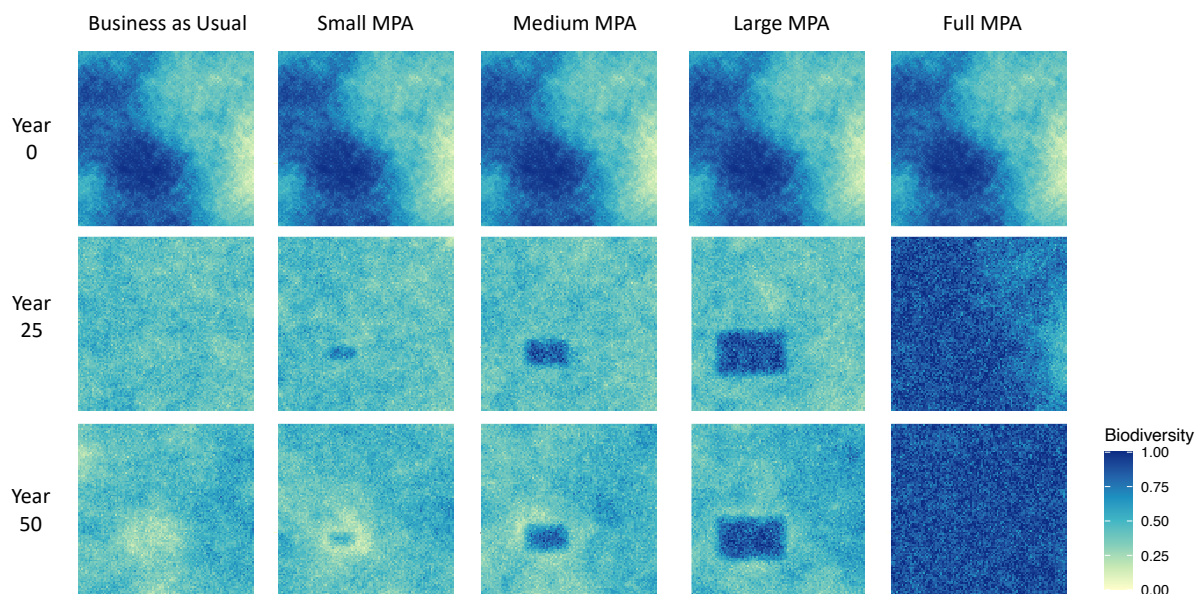 Business as Usual
Small MPA
Medium MPA
Large MPA
Full MPA
Year
0
Year
25
Year
50
Biodiversity
1.00
0.75
0.50
0.25
0.00